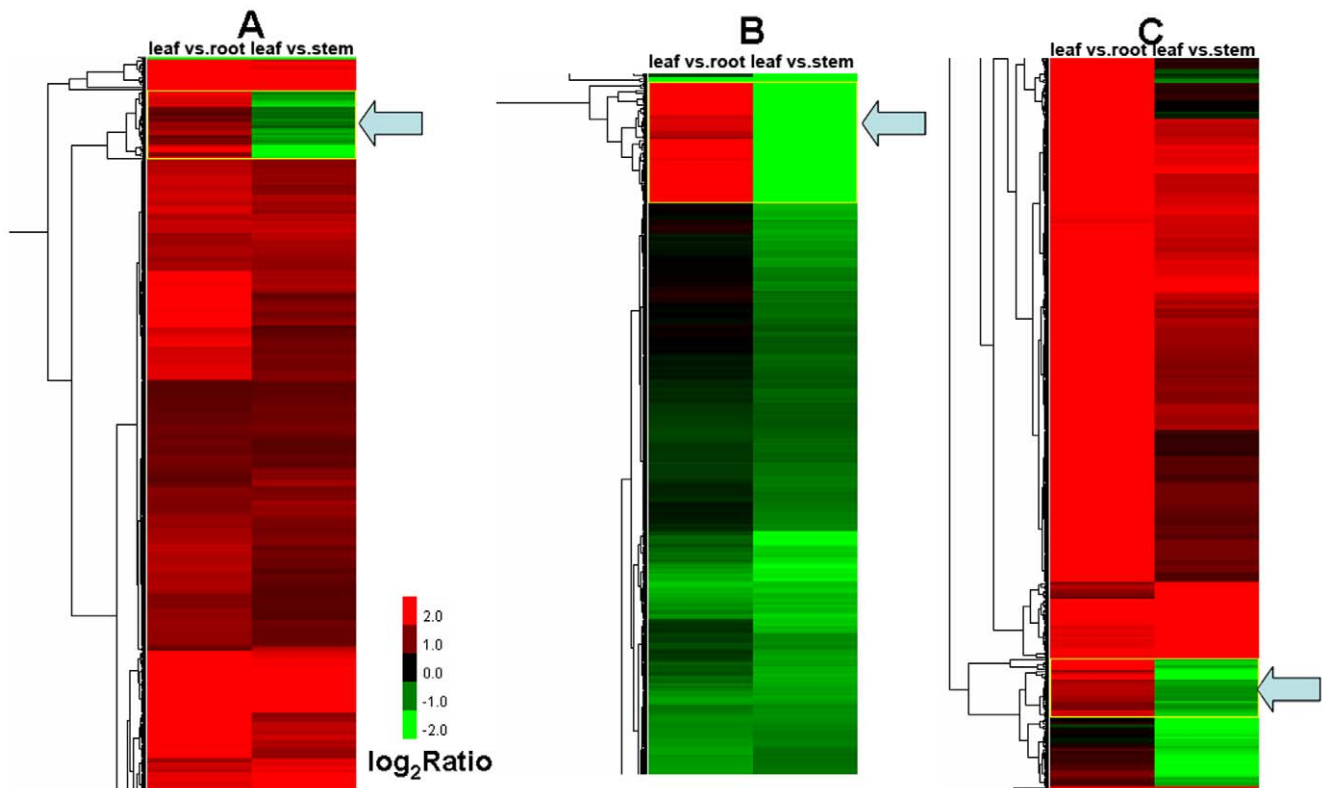 A
leaf vs.root leaf vs.stem
B
leaf vs.root leaf vs.stem
C
leaf vs.root leaf vs.stem
2.0
1.0
0.0
-1.0
-2.0
log₂Ratio